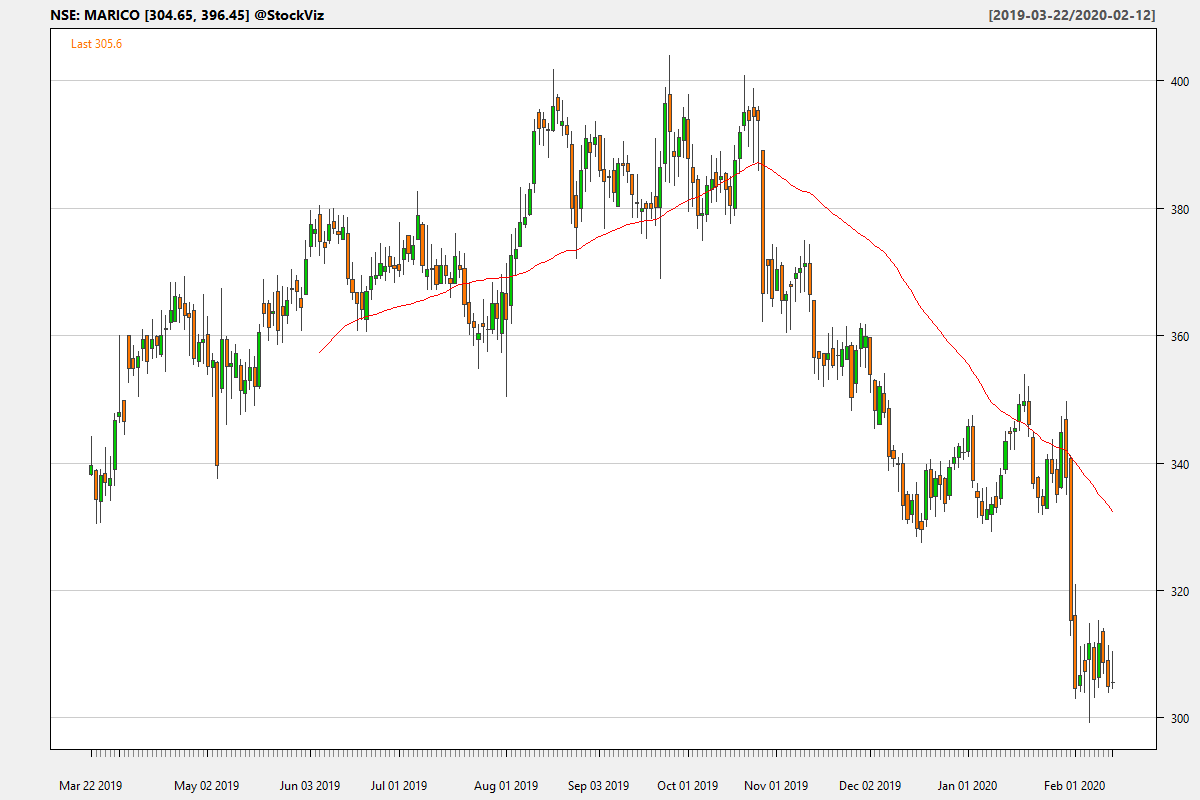 NSE: MARICO [304.65, 396.45] @StockViz [2019-03-22/2020-02-12]
Last 305.6
400
380
360
340
320
300
Mar 22 2019 May 02 2019 Jun 03 2019 Jul 01 2019 Aug 01 2019 Sep 03 2019 Oct 01 2019 Nov 01 2019 Dec 02 2019 Jan 01 2020 Feb 01 2020